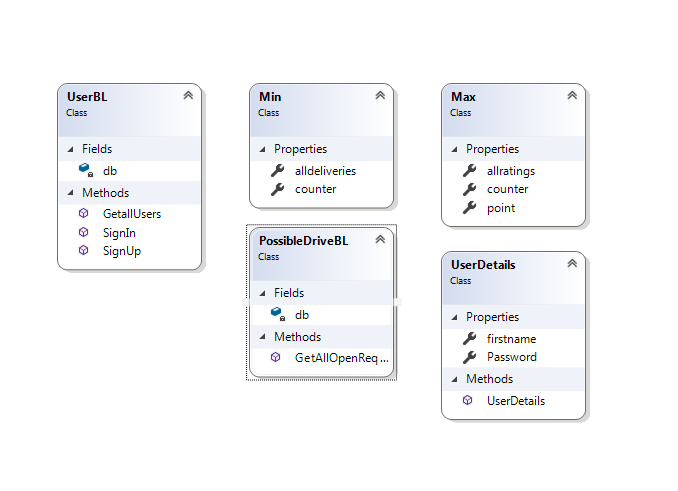 UserBL
Class
Fields
db
Methods
GetallUsers
SignIn
SignUp
Min
Class
Properties
alldeliveries
counter
Max
Class
Properties
allratings
counter
point
PossibleDriveBL
Class
Fields
db
Methods
GetAllOpenReq ...
UserDetails
Class
Properties
firstname
Password
Methods
UserDetails